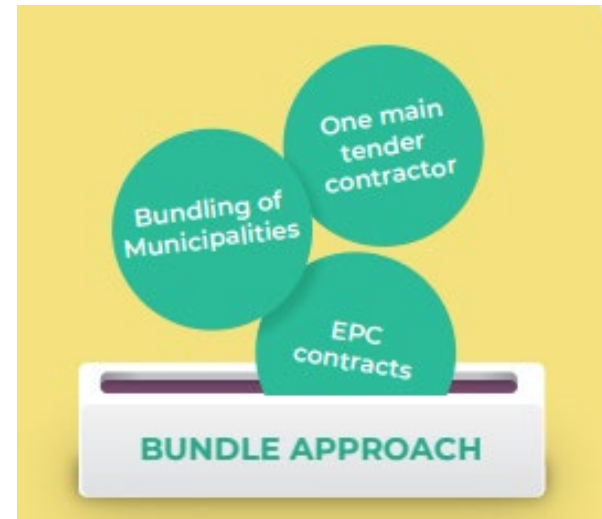 One main
tender
contractor
Bundling of
Municipalities
EPC
contracts
BUNDLE APPROACH